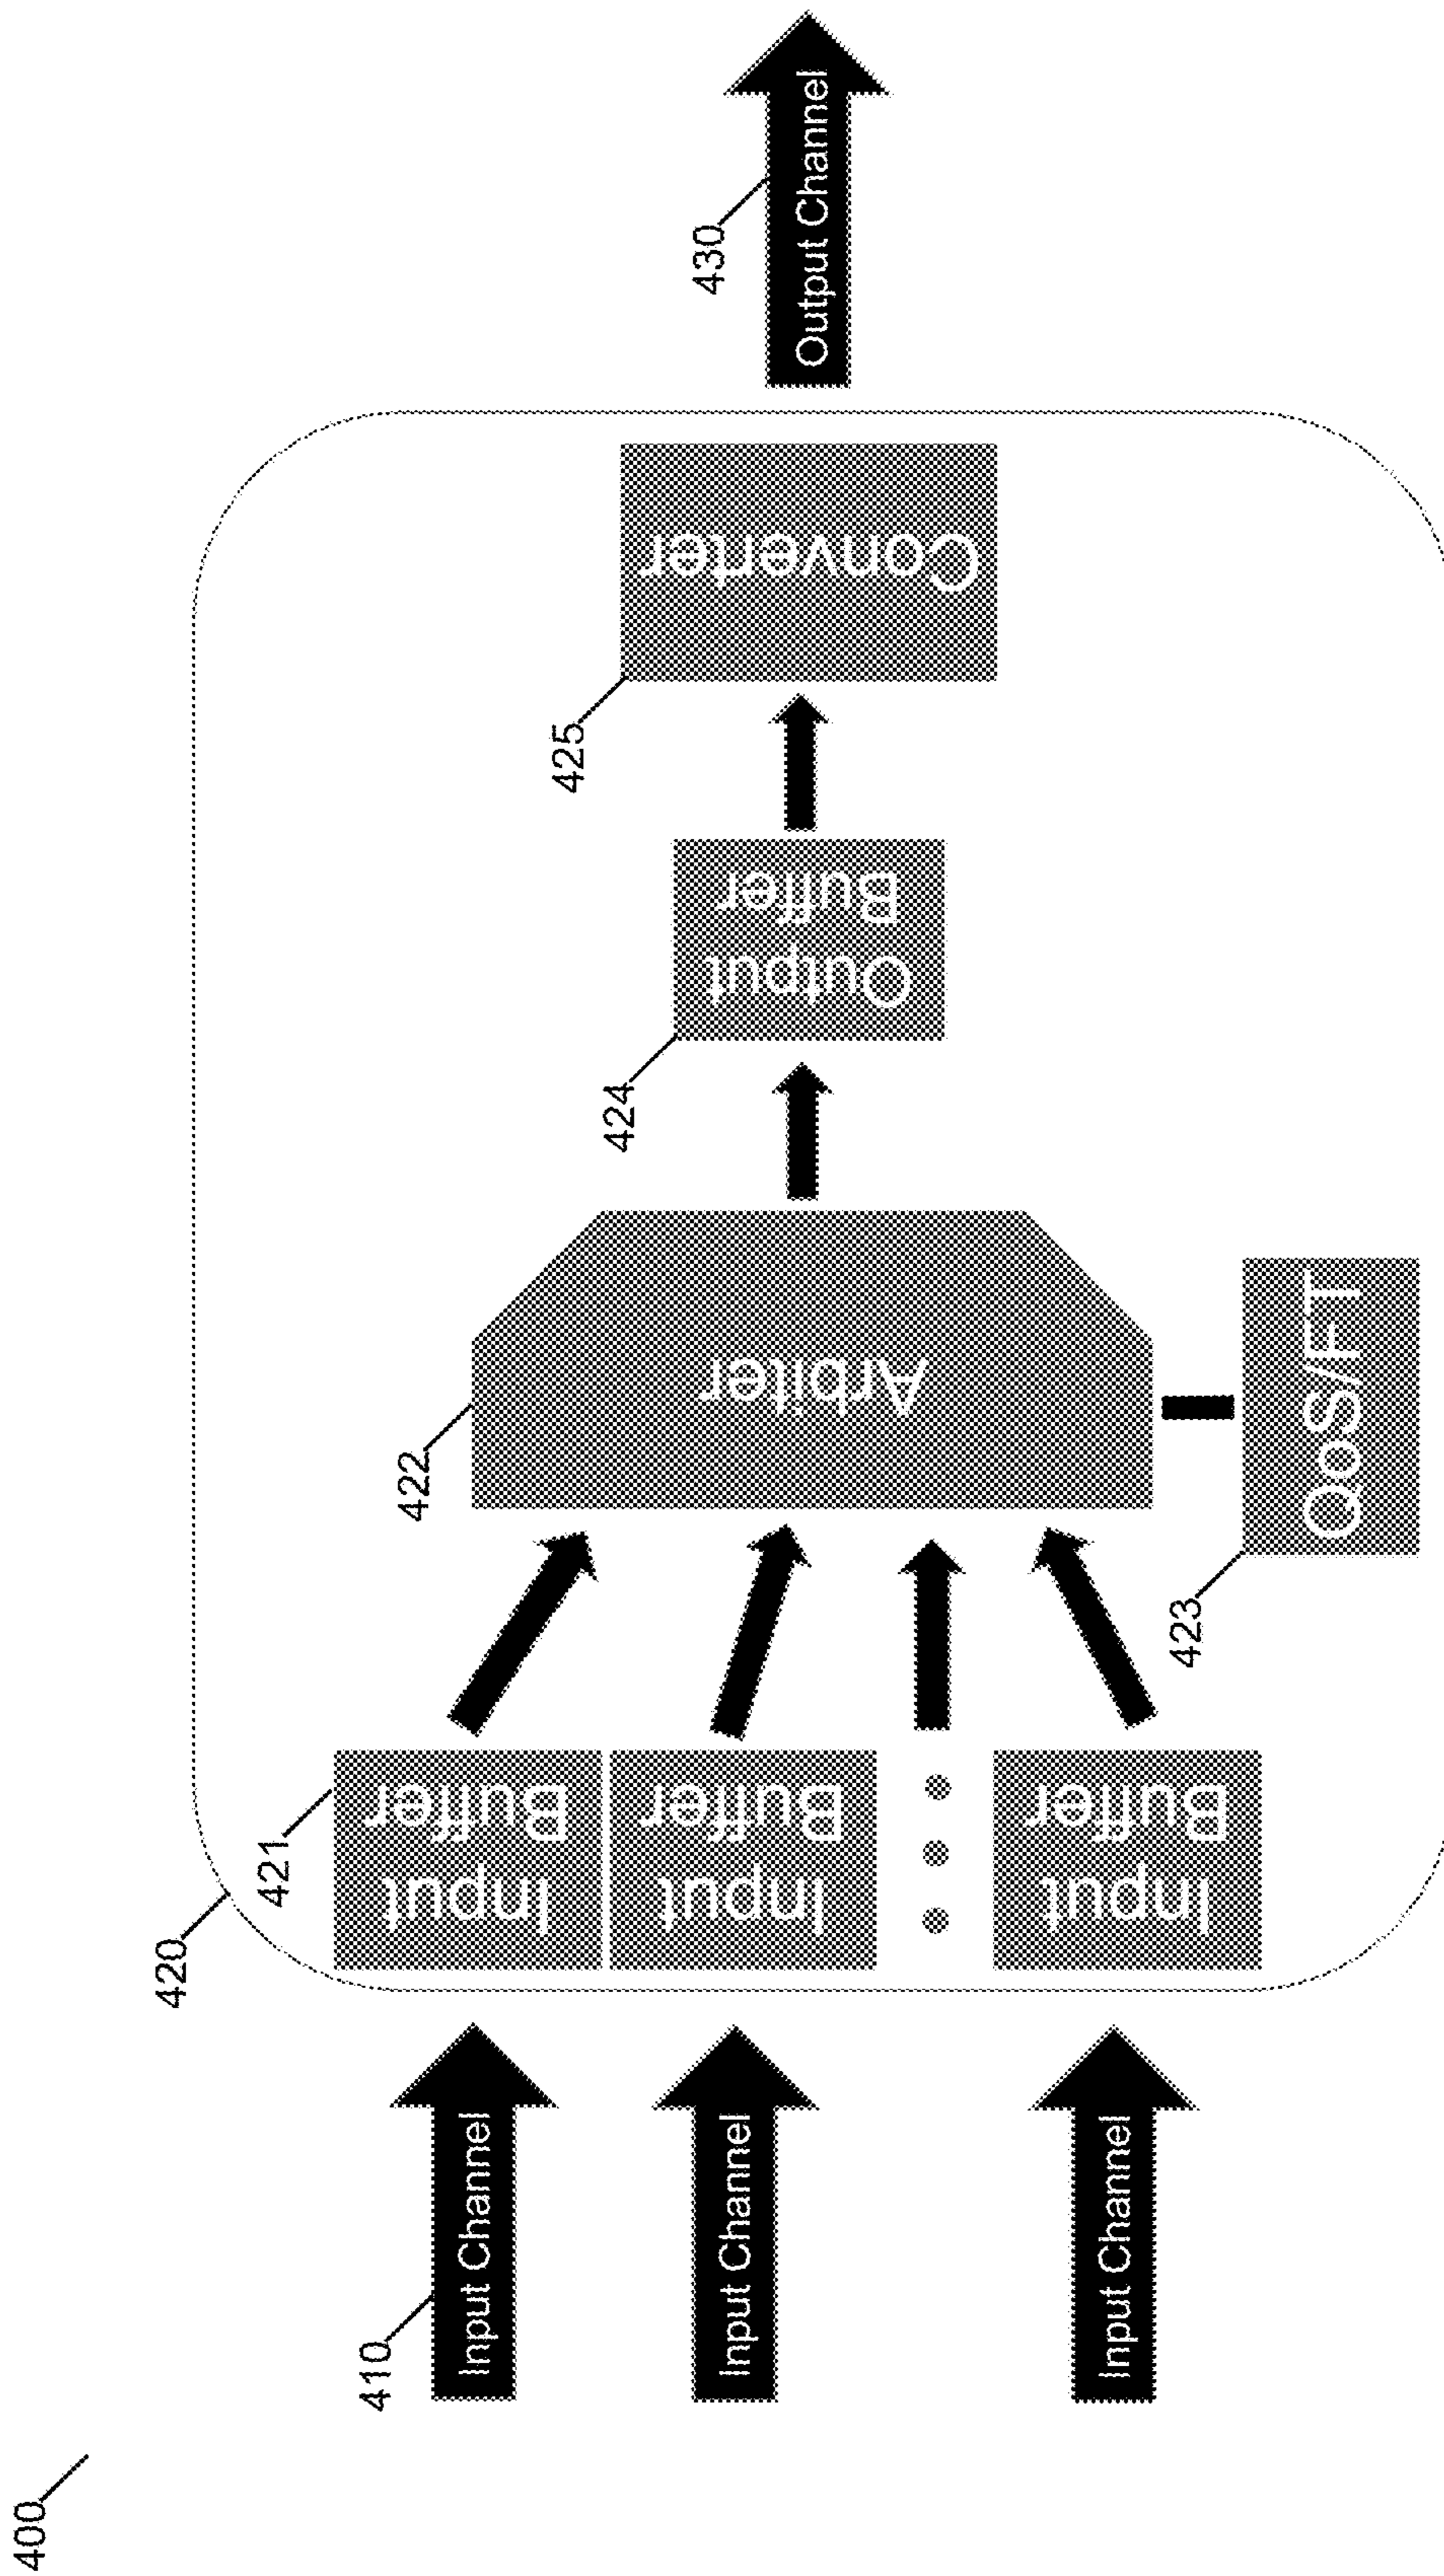 400
410
Input Channel
Input Channel
Input Channel
420
421
Input
Buffer
Input
Buffer
Input
Buffer
422
Arbiter
423
QoS/FT
424
Output
Buffer
425
Converter
430
Output Channel